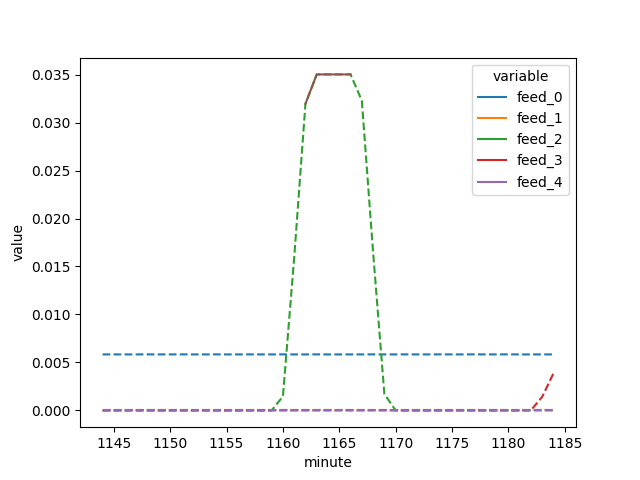 variable
feed_0
feed_1
feed_2
feed_3
feed_4
value
0.035
0.030
0.025
0.020
0.015
0.010
0.005
0.000
1145 1150 1155 1160 1165 1170 1175 1180 1185
minute